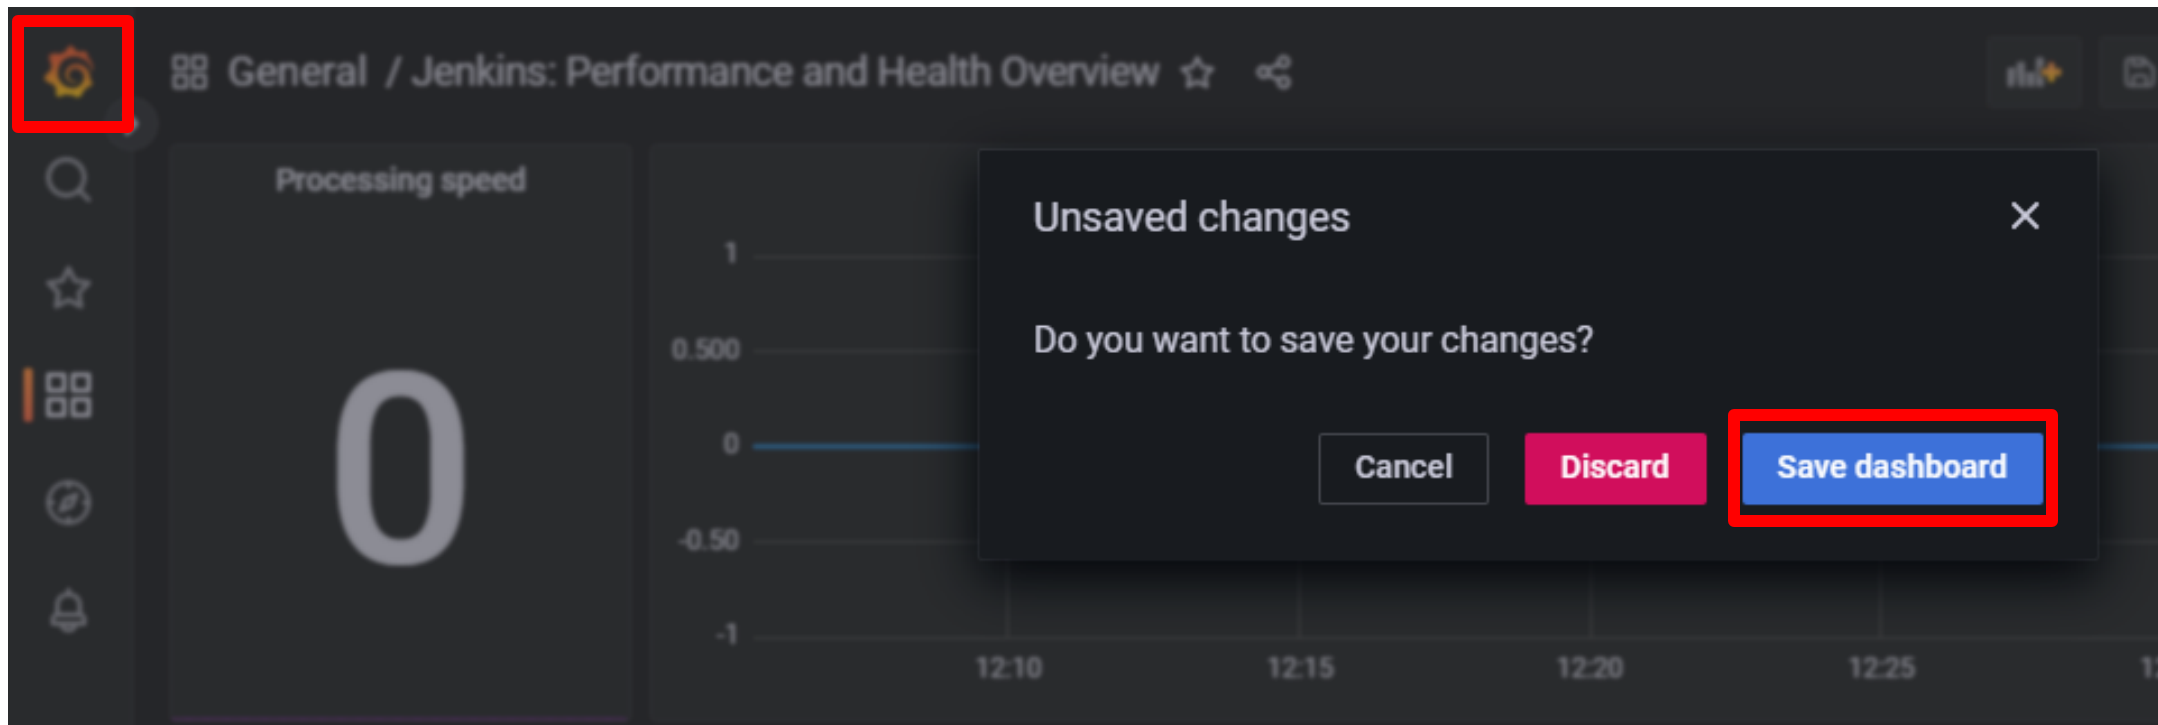 General / Jenkins: Performance and Health Overview
Processing speed
0
1
0.500
0
-0.50
-1
12:10 12:15 12:20 12:25
Unsaved changes
Do you want to save your changes?
Cancel Discard Save dashboard